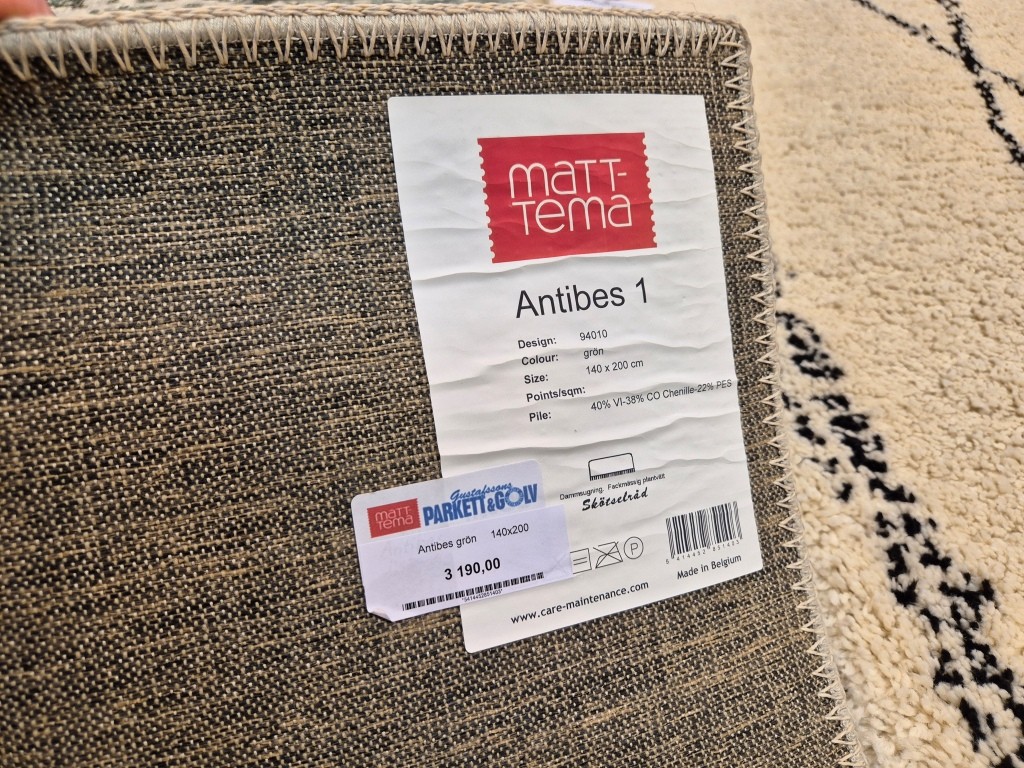 maTT-
Tema
Antibes 1
Design: 94010
Colour: grön
Size: 140 x 200 cm
Points/sqm:
Pile: 40% VI-38% CO Chenille-22% PES
Dammsugning. Fackmässig plantvätt
Skötselråd
P
www.care-maintenance.com
Made in Belgium
maTT-
Tema
Gustafssons
PARKETT&GOLV
Antibes grön 140x200
3 190,00